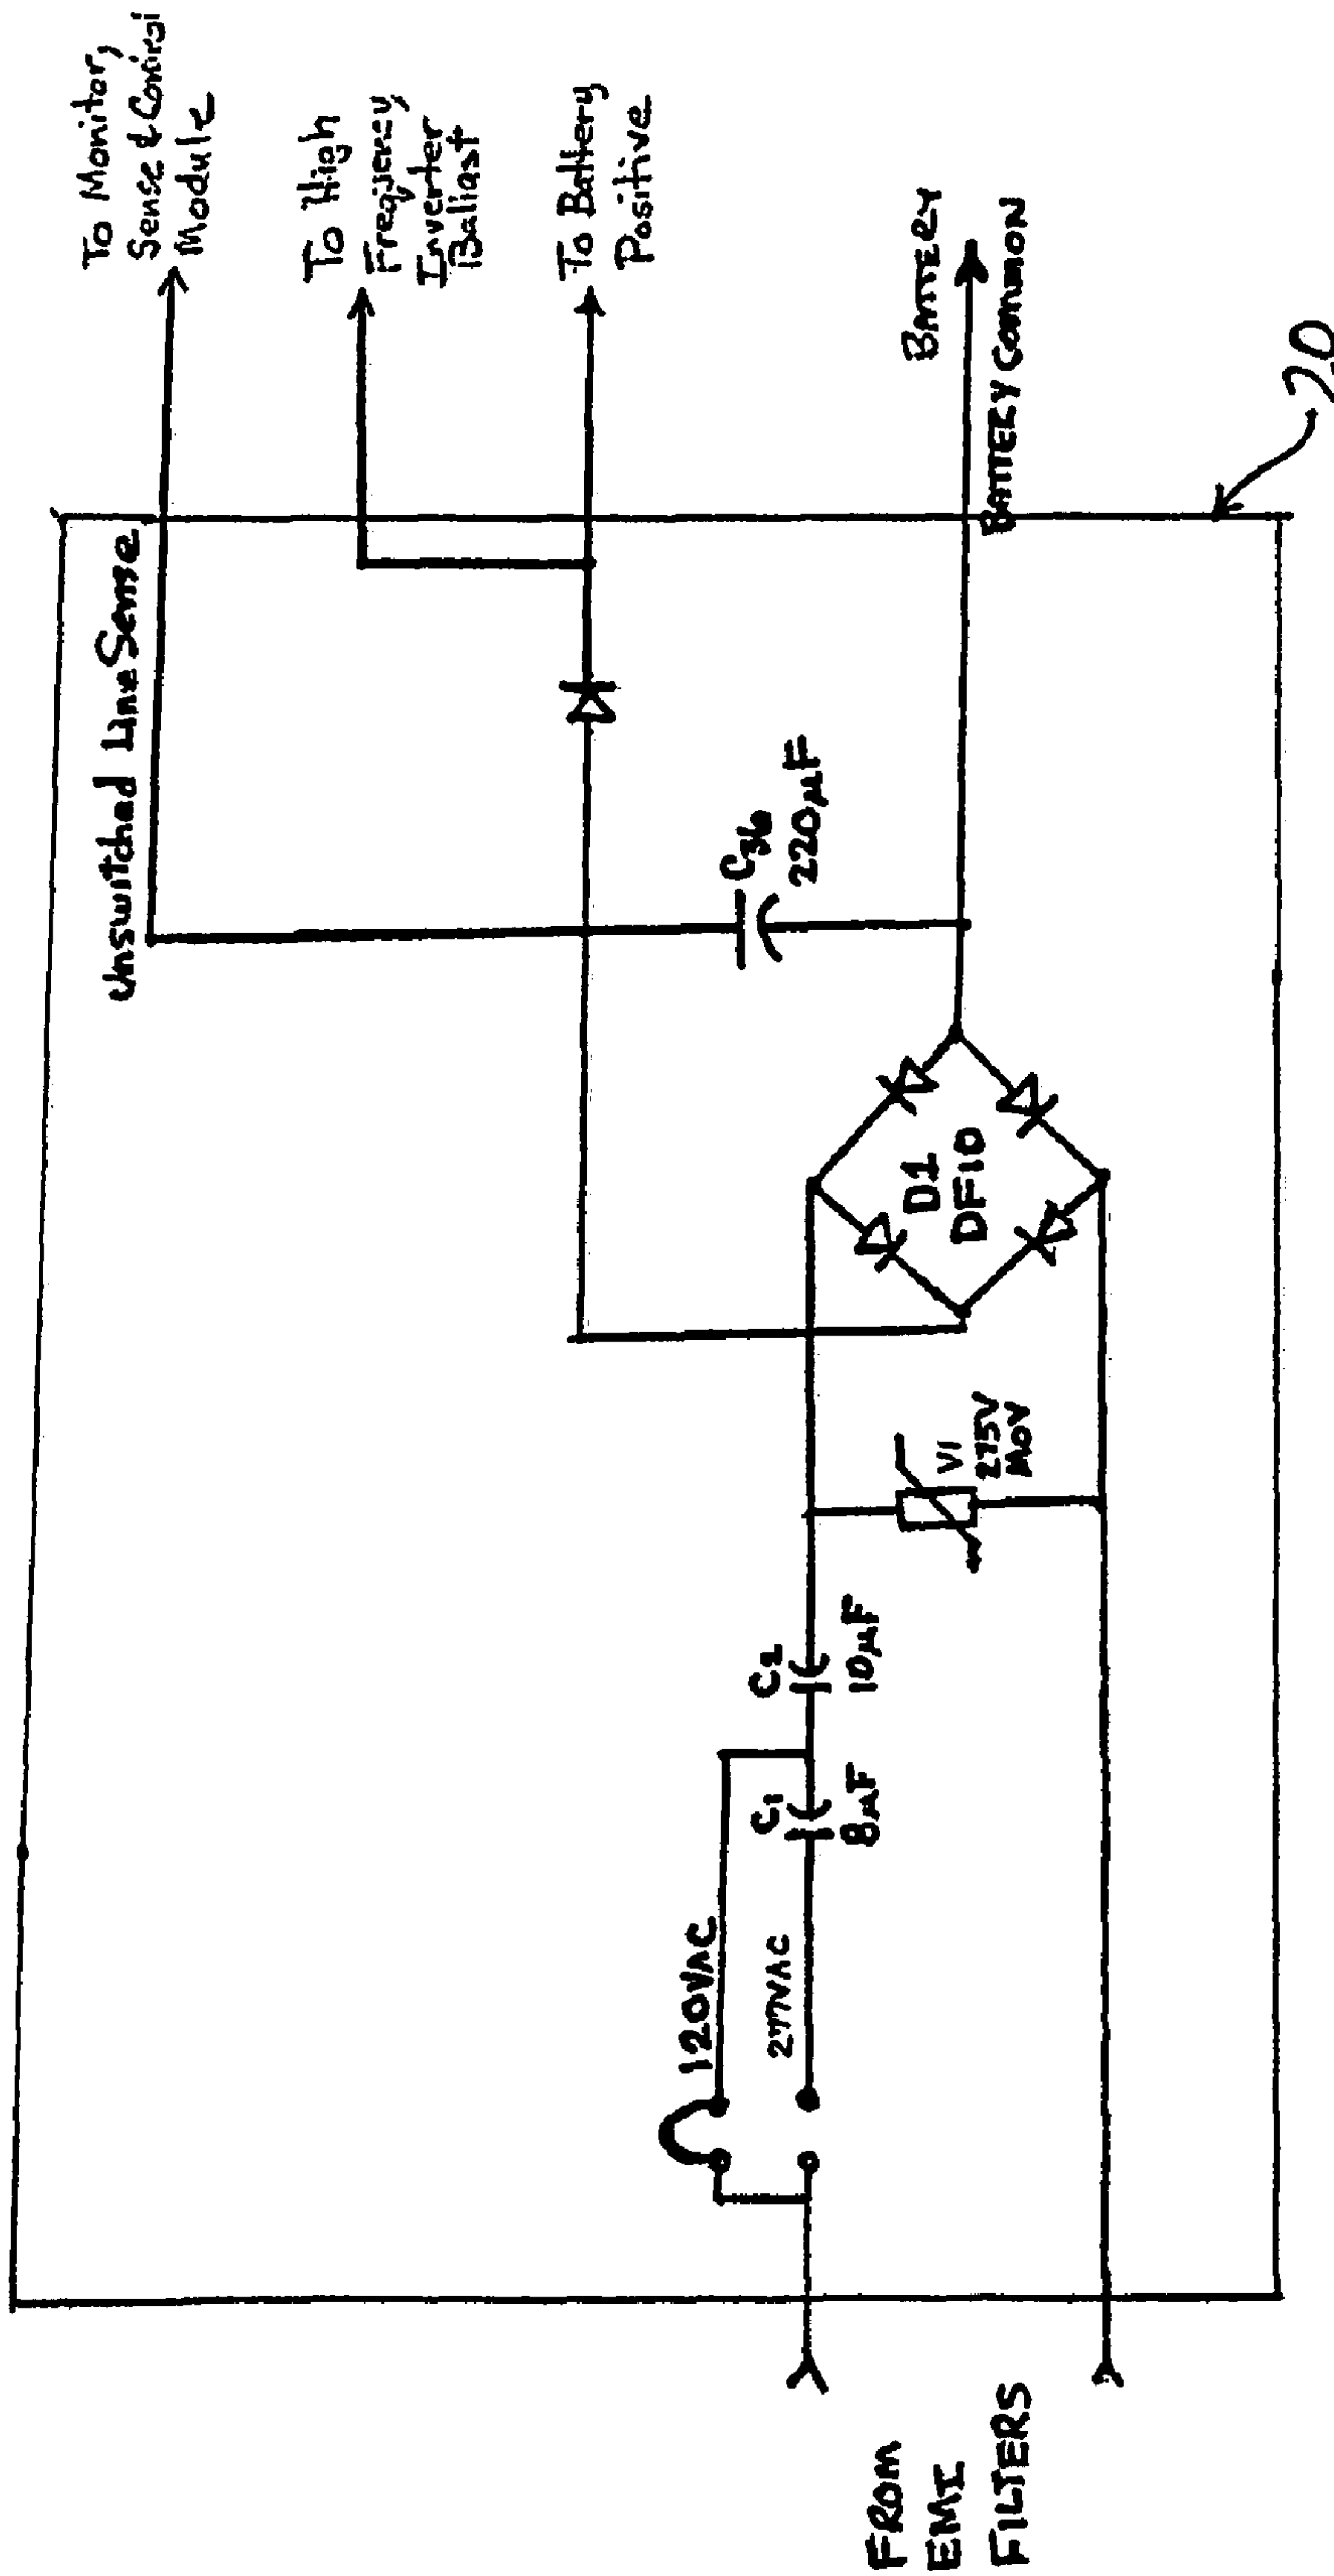 To Monitor,
Sense & Control
Module
To High
Frequency
Inverter
Ballast
To Battery
Positive
Unswitched Line Sense
BATTERY
BATTERY COMMON
20
C36
220µF
D1
DF10
V1
275V
MOV
C2
10µF
C1
8µF
120VAC
277VAC
FROM
EMI
FILTERS